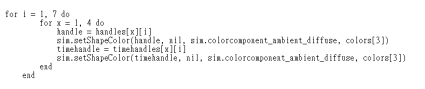 for i = 1, 7 do
for x = 1, 4 do
handle = handles[x][i]
sim.setShapeColor(handle, nil, sim.colorcomponent_ambient_diffuse, colors[3])
timehandle = timehandles[x][i]
sim.setShapeColor(timehandle, nil, sim.colorcomponent_ambient_diffuse, colors[3])
end
end